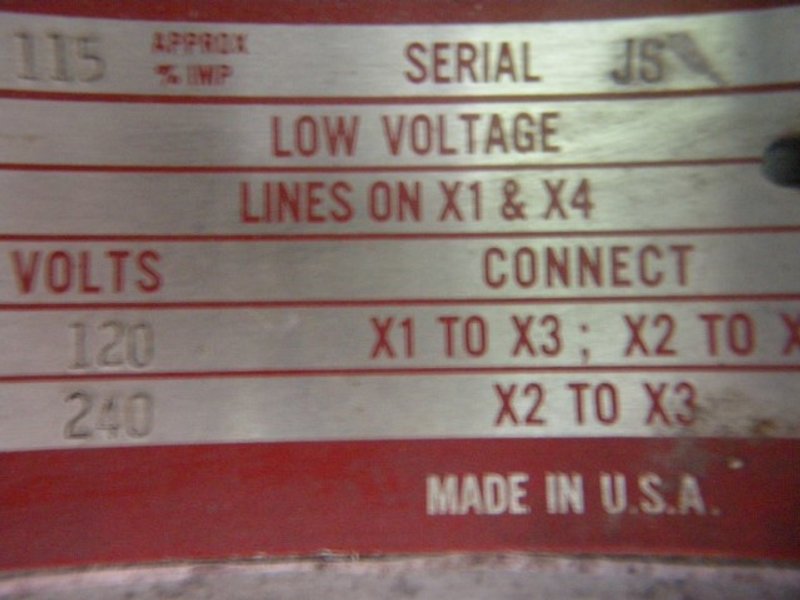 115 APPROX % IMP SERIAL JS
LOW VOLTAGE
LINES ON X1 & X4
VOLTS CONNECT
120 X1 TO X3 ; X2 TO X
240 X2 TO X3
MADE IN U.S.A.